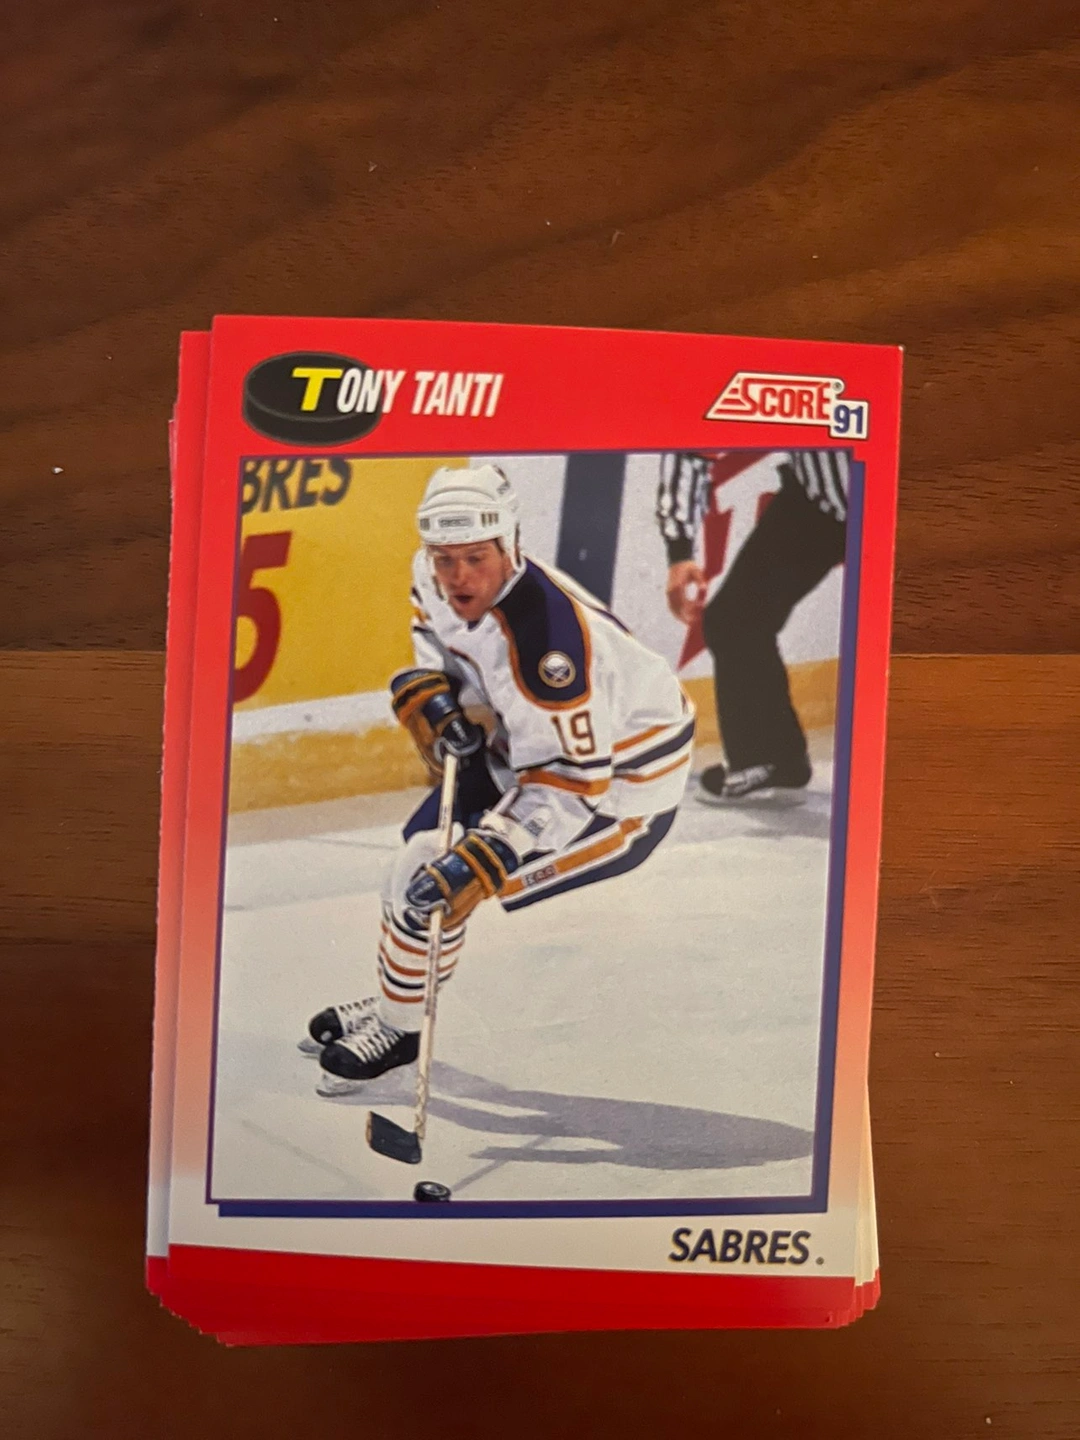 TONY TANTI
SCORE® 91
BRES
5
19
SABRES.